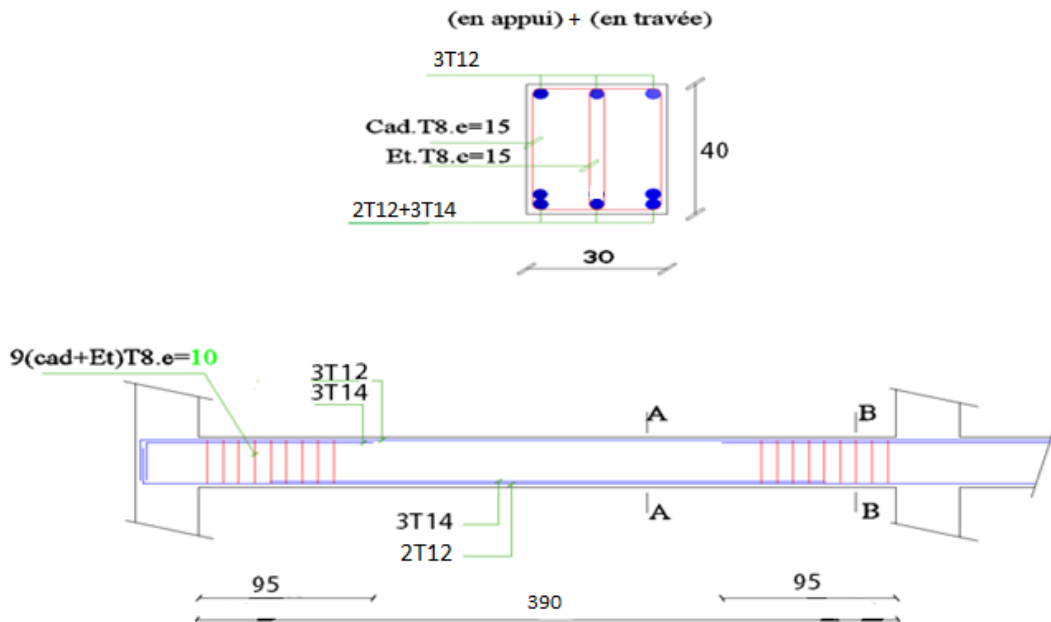 (en appui) + (en travée)
3T12
Cad.T8.e=15
Et.T8.e=15
40
2T12+3T14
30
9(cad+Et)T8.e=10
3T12
3T14
A
B
A
B
3T14
2T12
95
95
390